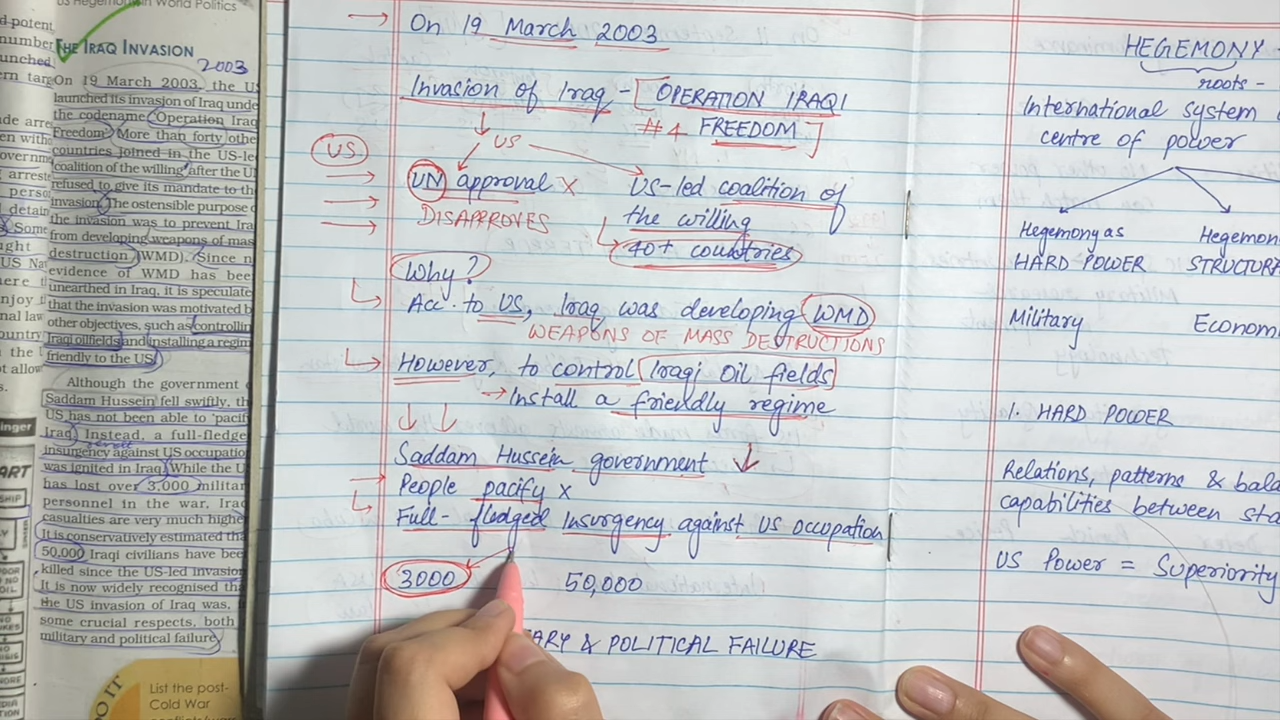 US Hegemony in World Politics
THE IRAQ INVASION
2003
On 19 March 2003, the US
launched its invasion of Iraq unde
the codename 'Operation Iraq
Freedom'. More than forty othe
countries joined in the US-le
'coalition of the willing' after the U
refused to give its mandate to th
invasion. The ostensible purpose o
the invasion was to prevent Ira
from developing weapons of mas
destruction (WMD). Since n
evidence of WMD has been
unearthed in Iraq, it is speculate
that the invasion was motivated b
other objectives, such as controllin
Iraqi oilfields and installing a regim
friendly to the US.
Although the government o
Saddam Hussein fell swiftly, th
US has not been able to 'pacif
Iraq'. Instead, a full-fledge
insurgency against US occupatio
was ignited in Iraq. While the U
has lost over 3,000 militar
personnel in the war, Iraq
casualties are very much highe
It is conservatively estimated tha
50,000 Iraqi civilians have bee
killed since the US-led invasio
It is now widely recognised tha
the US invasion of Iraq was, i
some crucial respects, both
military and political failure
List the post-
Cold War
On 19 March 2003
Invasion of Iraq - [OPERATION IRAQI
#4 FREEDOM]
US
US
UN approval x US-led coalition of
DISAPPROVES the willing
40+ countries
Why?
Acc. to US, Iraq was developing WMD
WEAPONS OF MASS DESTRUCTIONS
However, to control Iraqi Oil fields
→ Install a friendly regime
Saddam Hussein government ↓
People pacify x
Full-fledged Insurgency against US occupation
3000 50,000
ARY & POLITICAL FAILURE
HEGEMONY
roots -
International system
centre of power
Hegemony as Hegemon
HARD POWER STRUCTURA
Military Econom
1. HARD POWER
Relations, patterns & bala
capabilities between sta
US Power = Superiority